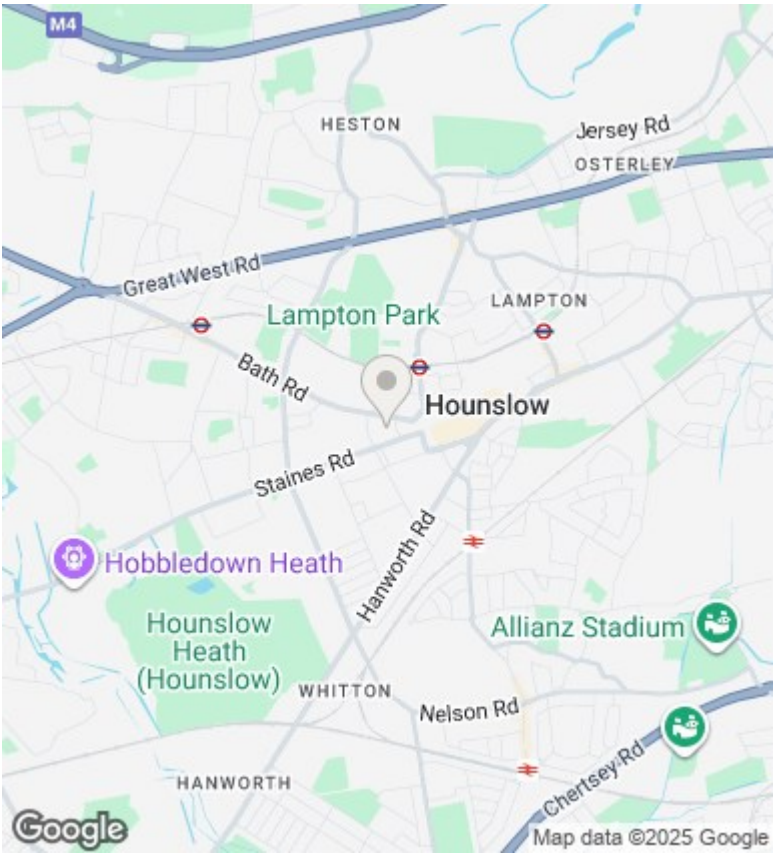 M4
HESTON
Jersey Rd
OSTERLEY
Great West Rd
LAMPTON
Lampton Park
Bath Rd
Hounslow
Staines Rd
Hanworth Rd
Hobbledown Heath
Hounslow
Heath
(Hounslow)
Allianz Stadium
WHITTON
Nelson Rd
Chertsey Rd
HANWORTH
Google
Map data ©2025 Google